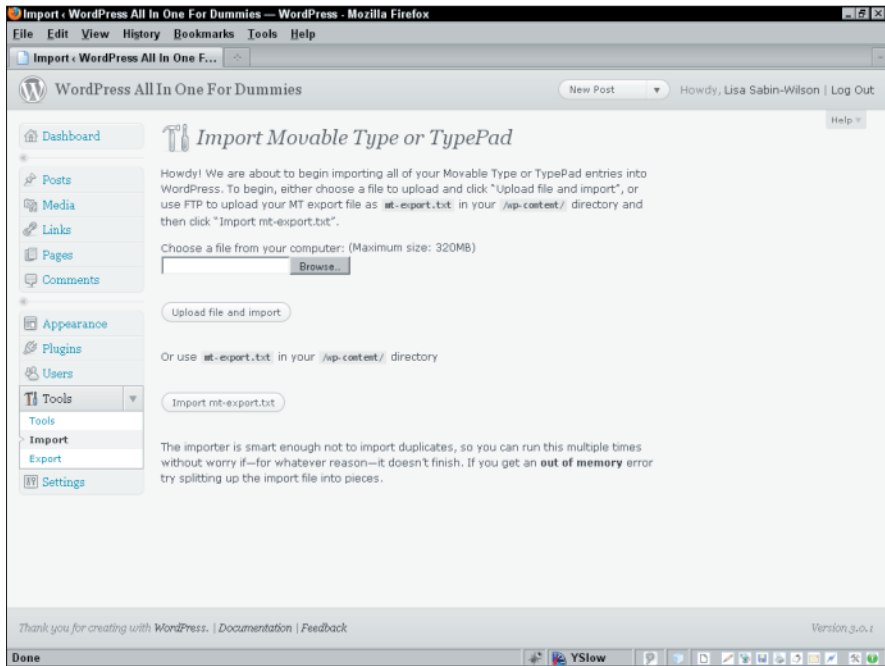 Import ‹ WordPress All In One For Dummies — WordPress - Mozilla Firefox
File Edit View History Bookmarks Tools Help
Import ‹ WordPress All In One F...
WordPress All In One For Dummies
New Post
Howdy, Lisa Sabin-Wilson | Log Out
Help
Dashboard
Posts
Media
Links
Pages
Comments
Appearance
Plugins
Users
Tools
Tools
Import
Export
Settings
Import Movable Type or TypePad
Howdy! We are about to begin importing all of your Movable Type or TypePad entries into
WordPress. To begin, either choose a file to upload and click "Upload file and import", or
use FTP to upload your MT export file as mt-export.txt in your /wp-content/ directory and
then click "Import mt-export.txt".
Choose a file from your computer: (Maximum size: 320MB)
Browse...
Upload file and import
Or use mt-export.txt in your /wp-content/ directory
Import mt-export.txt
The importer is smart enough not to import duplicates, so you can run this multiple times
without worry if—for whatever reason—it doesn't finish. If you get an out of memory error
try splitting up the import file into pieces.
Thank you for creating with WordPress. | Documentation | Feedback
Version 3.0.1
Done
YSlow